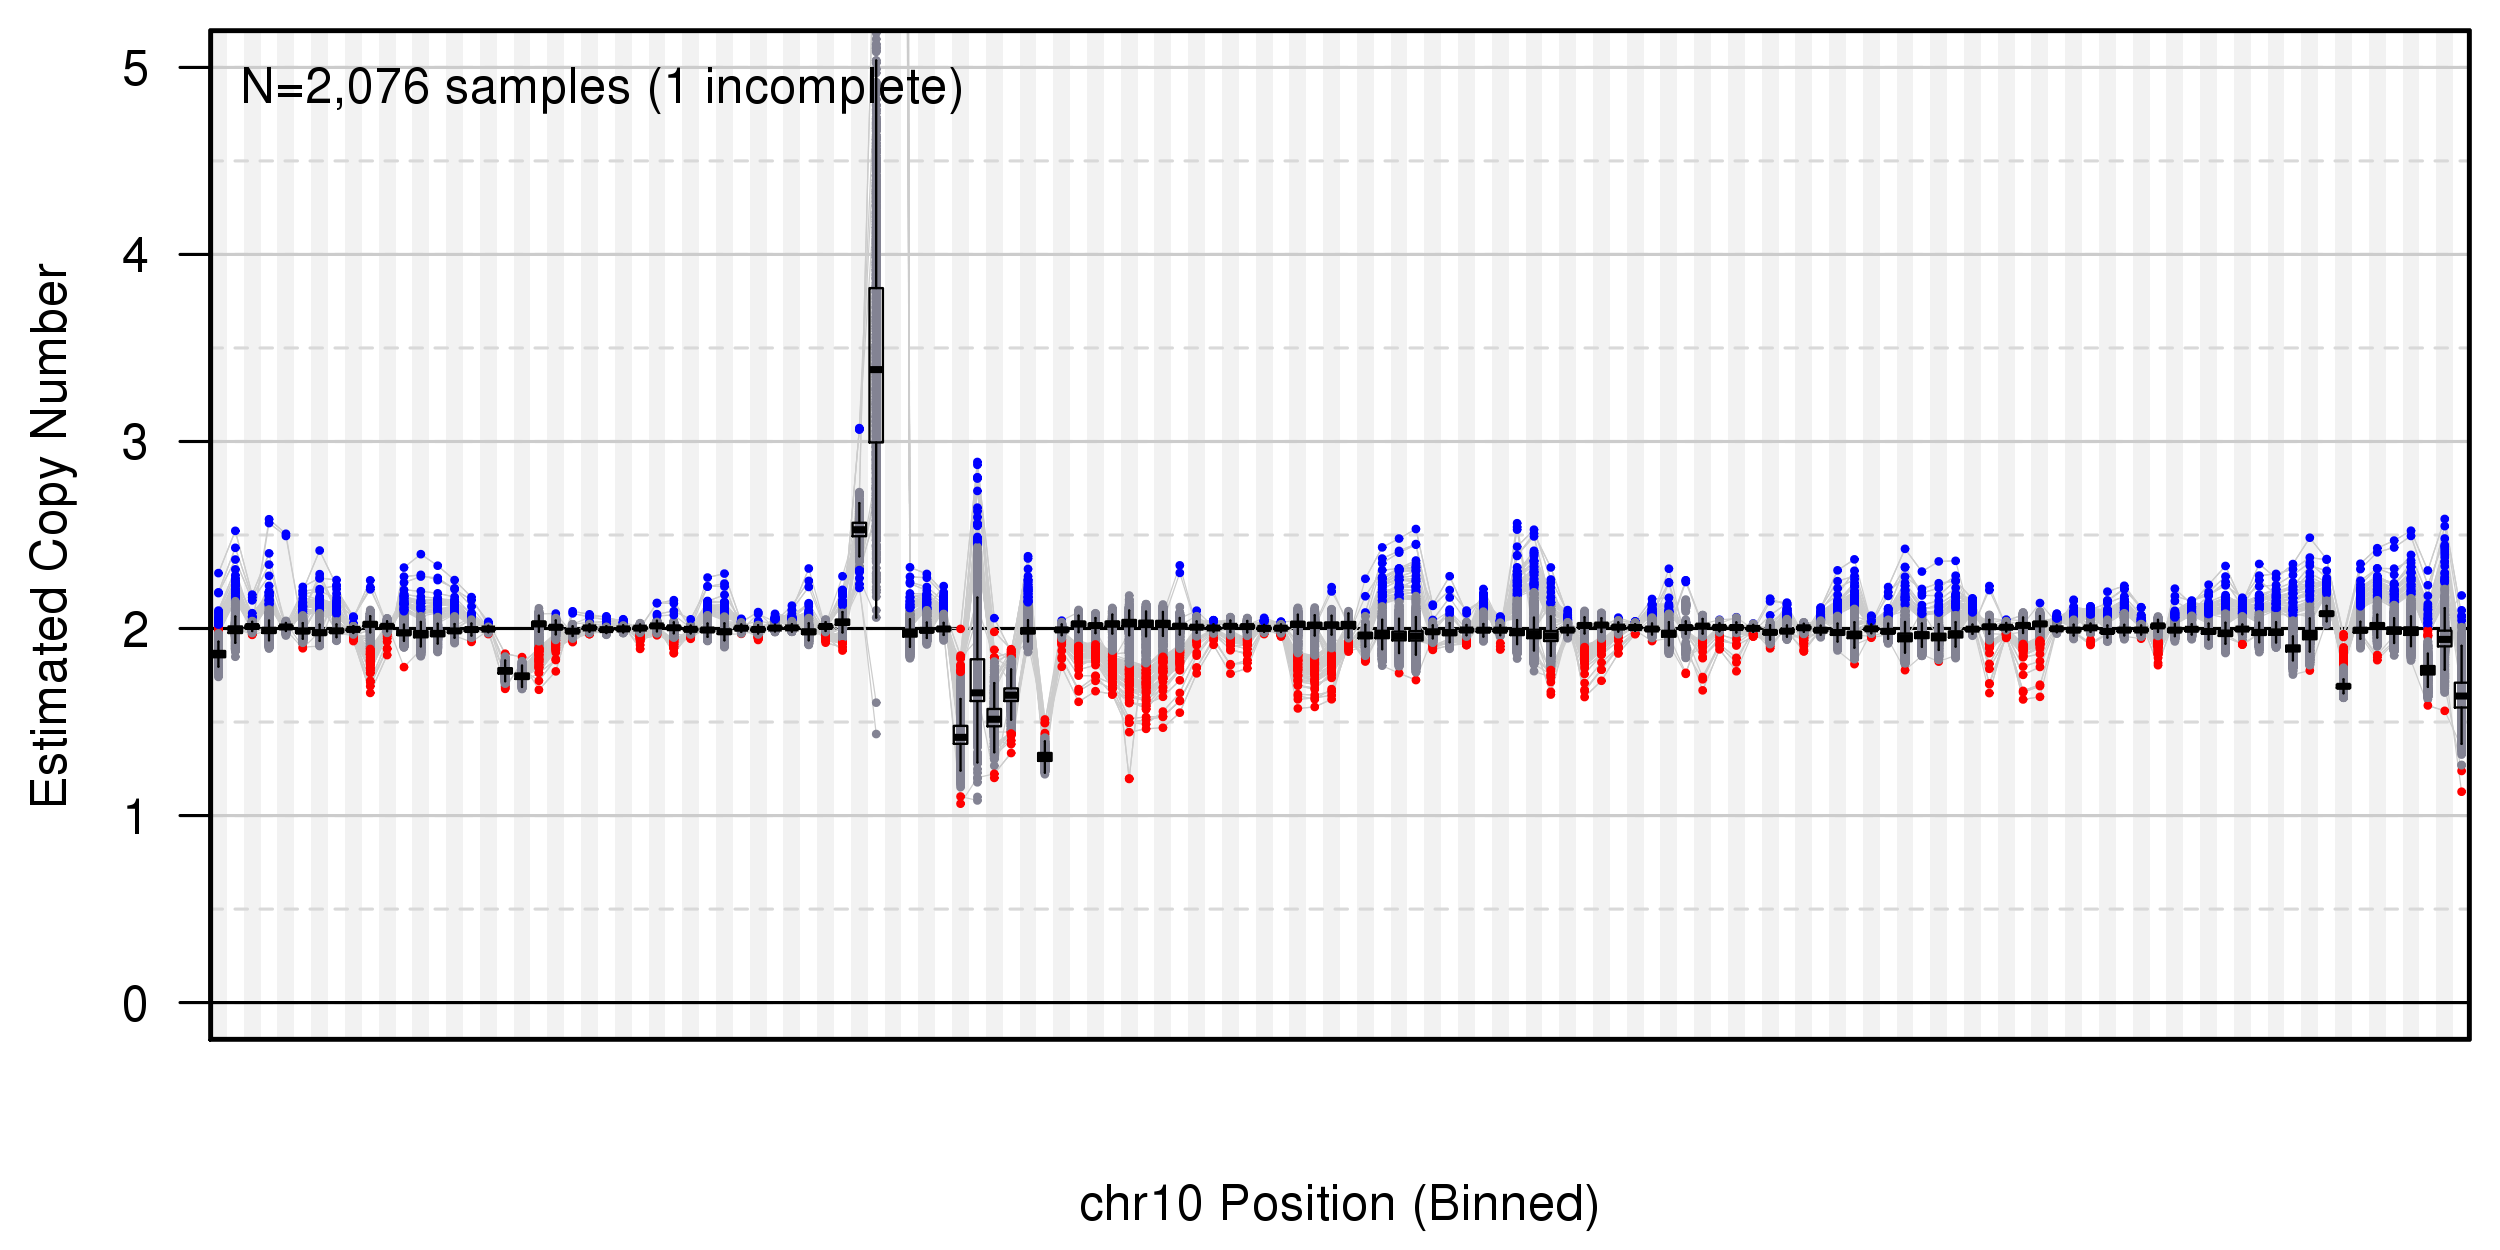 N=2,076 samples (1 incomplete)
5
4
3
2
1
0
Estimated Copy Number
chr10 Position (Binned)